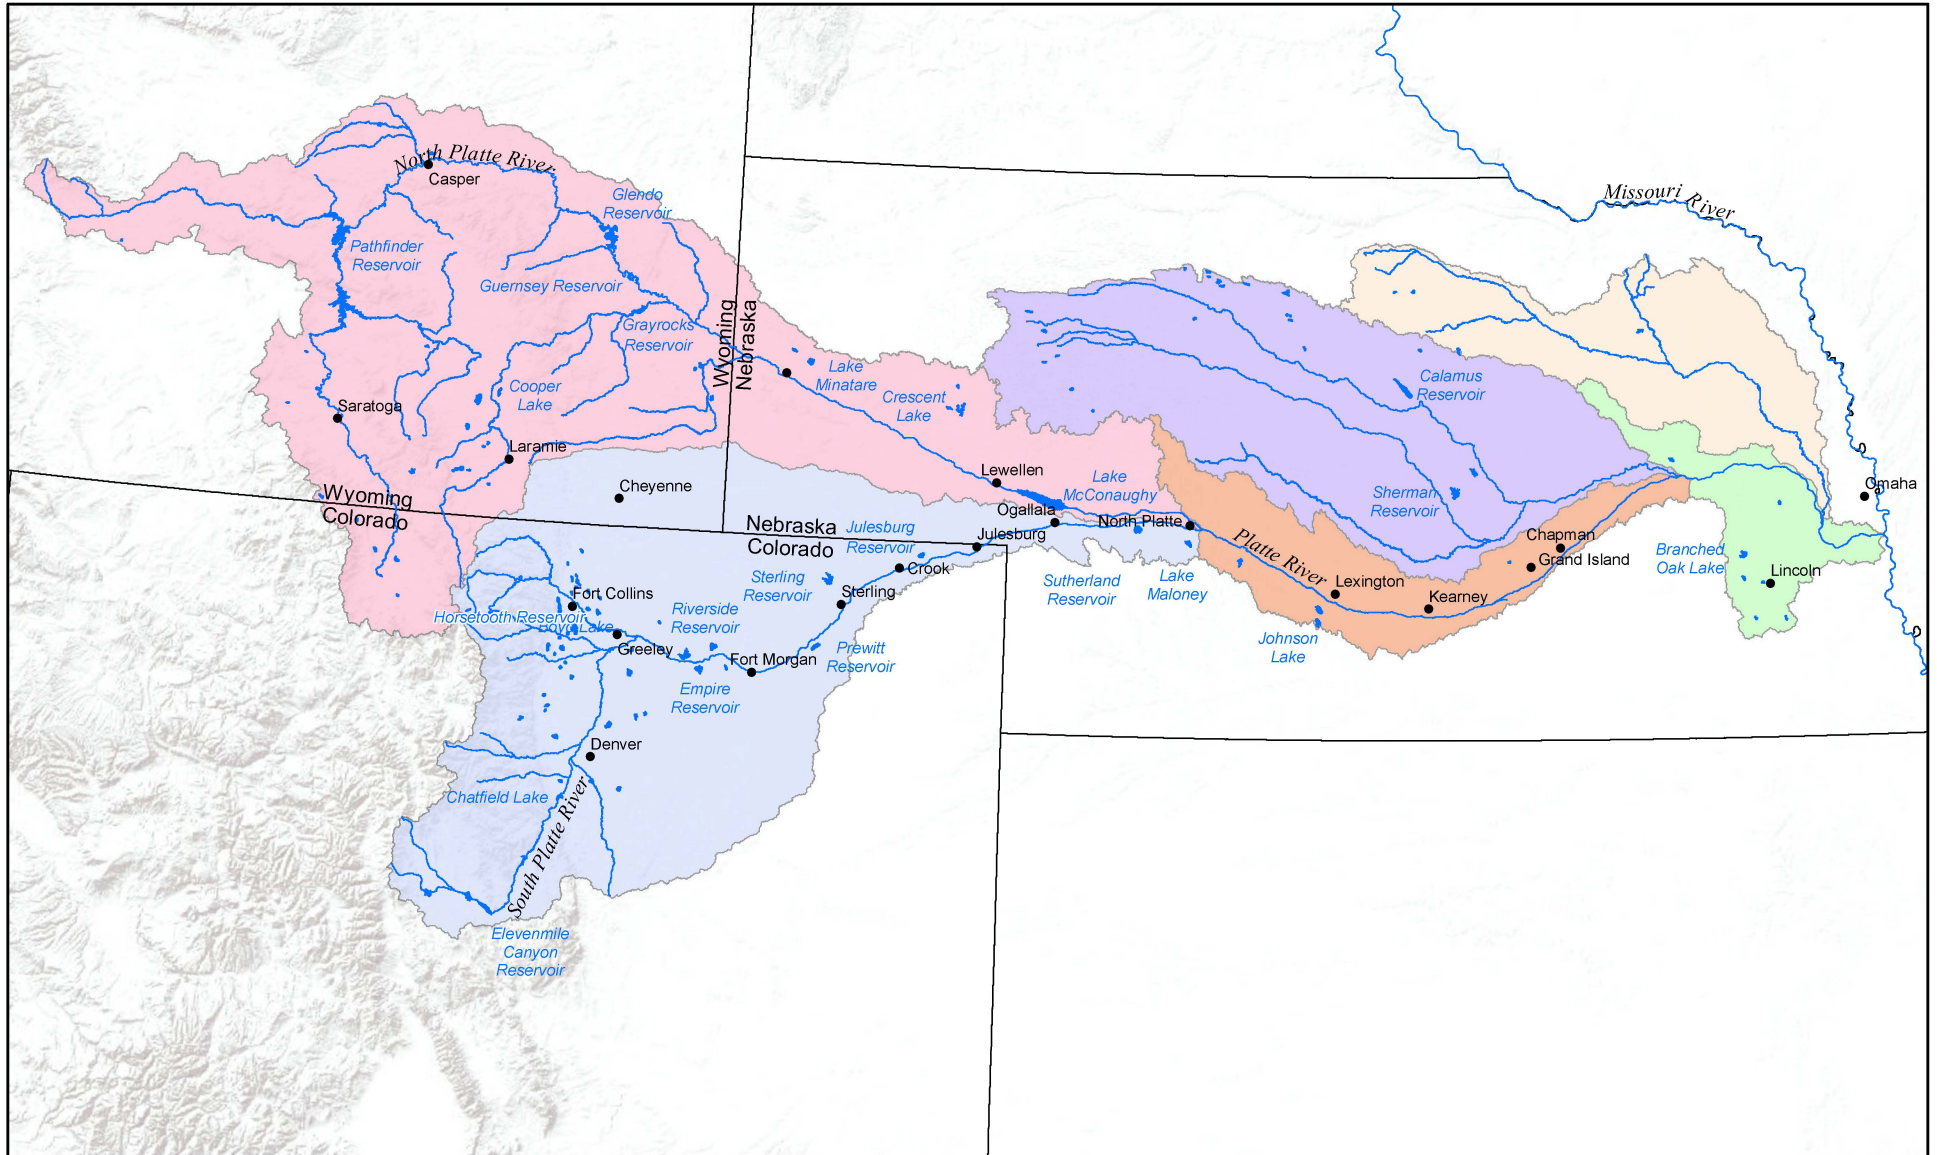 Missouri River
North Platte River
Casper
Glendo
Reservoir
Pathfinder
Reservoir
Guernsey Reservoir
Grayrocks
Reservoir
Wyoming
Nebraska
Lake
Minatare
Crescent
Lake
Cooper
Lake
Calamus
Reservoir
Saratoga
Laramie
Lewellen
Lake
McConaughy
Cheyenne
Wyoming
Colorado
Nebraska
Colorado
Julesburg
Reservoir
Ogallala
Julesburg
North Platte
Sherman
Reservoir
Omaha
Platte River
Chapman
Grand Island
Branched
Oak Lake
Lincoln
Crook
Sterling
Reservoir
Sterling
Sutherland
Reservoir
Lake
Maloney
Lexington
Kearney
Fort Collins
Horsetooth Reservoir
Boyd Lake
Riverside
Reservoir
Greeley
Fort Morgan
Prewitt
Reservoir
Johnson
Lake
Empire
Reservoir
Denver
Chatfield Lake
South Platte River
Elevenmile
Canyon
Reservoir